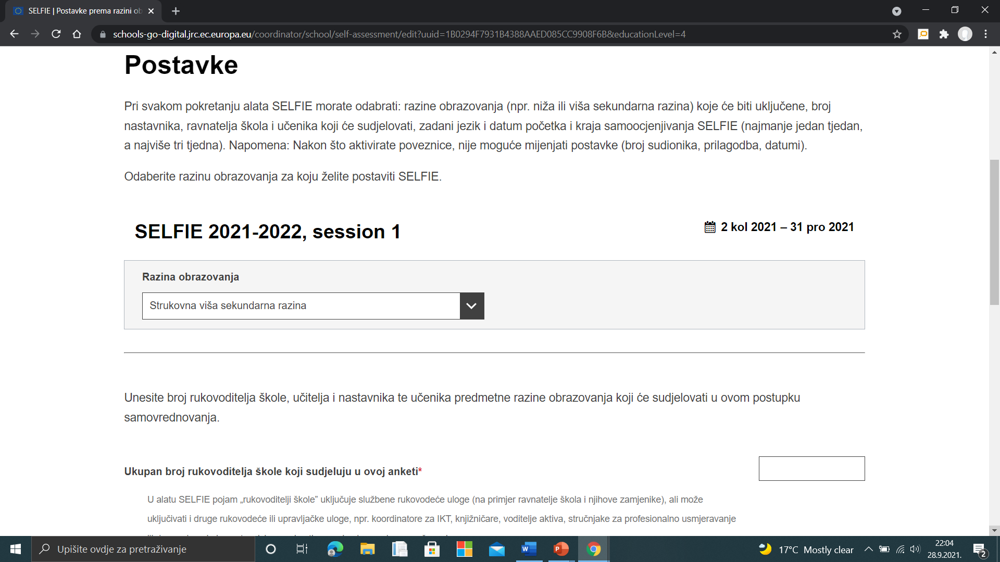 SELFIE | Postavke prema razini ob
schools-go-digital.jrc.ec.europa.eu/coordinator/school/self-assessment/edit?uuid=1B0294F7931B4388AAED085CC9908F6B&educationLevel=4
Postavke
Pri svakom pokretanju alata SELFIE morate odabrati: razine obrazovanja (npr. niža ili viša sekundarna razina) koje će biti uključene, broj
nastavnika, ravnatelja škola i učenika koji će sudjelovati, zadani jezik i datum početka i kraja samoocjenjivanja SELFIE (najmanje jedan tjedan,
a najviše tri tjedna). Napomena: Nakon što aktivirate poveznice, nije moguće mijenjati postavke (broj sudionika, prilagodba, datumi).
Odaberite razinu obrazovanja za koju želite postaviti SELFIE.
SELFIE 2021-2022, session 1
2 kol 2021 – 31 pro 2021
Razina obrazovanja
Strukovna viša sekundarna razina
Unesite broj rukovoditelja škole, učitelja i nastavnika te učenika predmetne razine obrazovanja koji će sudjelovati u ovom postupku
samovrednovanja.
Ukupan broj rukovoditelja škole koji sudjeluju u ovoj anketi*
U alatu SELFIE pojam „rukovoditelji škole” uključuje službene rukovodeće uloge (na primjer ravnatelje škola i njihove zamjenike), ali može
uključivati i druge rukovodeće ili upravljačke uloge, npr. koordinatore za IKT, knjižničare, voditelje aktiva, stručnjake za profesionalno usmjeravanje
Upišite ovdje za pretraživanje
17°C Mostly clear
22:04
28.9.2021.
2